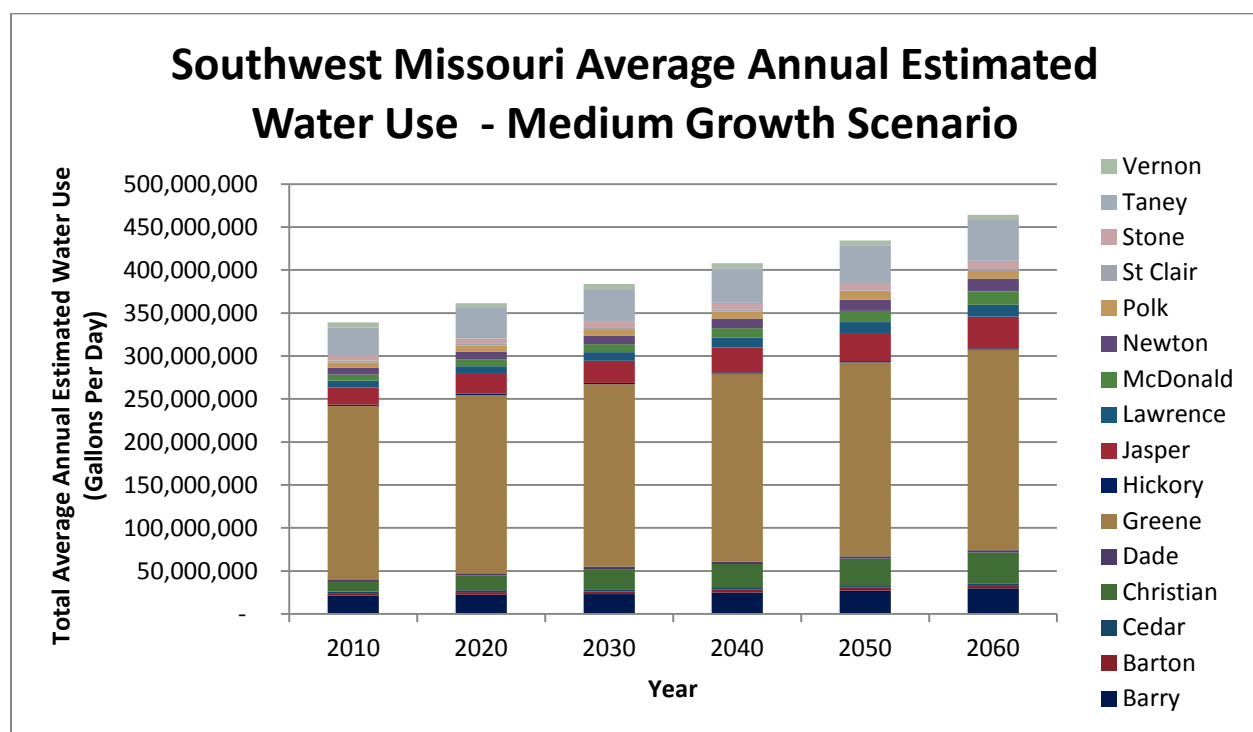 Southwest Missouri Average Annual Estimated
Water Use - Medium Growth Scenario
Total Average Annual Estimated Water Use
(Gallons Per Day)
500,000,000
450,000,000
400,000,000
350,000,000
300,000,000
250,000,000
200,000,000
150,000,000
100,000,000
50,000,000
-
2010 2020 2030 2040 2050 2060
Year
Vernon
Taney
Stone
St Clair
Polk
Newton
McDonald
Lawrence
Jasper
Hickory
Greene
Dade
Christian
Cedar
Barton
Barry